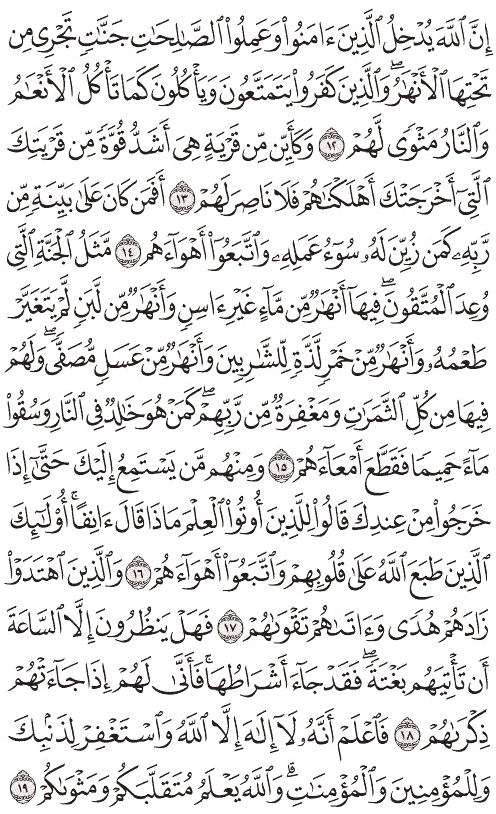 إِنَّ ٱللَّهَ يُدْخِلُ ٱلَّذِينَ ءَامَنُوا۟ وَعَمِلُوا۟ ٱلصَّـٰلِحَـٰتِ جَنَّـٰتٍ تَجْرِى مِن
تَحْتِهَا ٱلْأَنْهَـٰرُ ۖ وَٱلَّذِينَ كَفَرُوا۟ يَتَمَتَّعُونَ وَيَأْكُلُونَ كَمَا تَأْكُلُ ٱلْأَنْعَـٰمُ
وَٱلنَّارُ مَثْوًى لَّهُمْ ١٢ وَكَأَيِّن مِّن قَرْيَةٍ هِىَ أَشَدُّ قُوَّةً مِّن قَرْيَتِكَ
ٱلَّتِىٓ أَخْرَجَتْكَ أَهْلَكْنَـٰهُمْ فَلَا نَاصِرَ لَهُمْ ١٣ أَفَمَن كَانَ عَلَىٰ بَيِّنَةٍ مِّن
رَّبِّهِۦ كَمَن زُيِّنَ لَهُۥ سُوٓءُ عَمَلِهِۦ وَٱتَّبَعُوٓا۟ أَهْوَآءَهُم ١٤ مَّثَلُ ٱلْجَنَّةِ ٱلَّتِى
وُعِدَ ٱلْمُتَّقُونَ ۖ فِيهَآ أَنْهَـٰرٌ مِّن مَّآءٍ غَيْرِ ءَاسِنٍ وَأَنْهَـٰرٌ مِّن لَّبَنٍ لَّمْ يَتَغَيَّرْ
طَعْمُهُۥ وَأَنْهَـٰرٌ مِّنْ خَمْرٍ لَّذَّةٍ لِّلشَّـٰرِبِينَ وَأَنْهَـٰرٌ مِّنْ عَسَلٍ مُّصَفًّى ۖ وَلَهُمْ
فِيهَا مِن كُلِّ ٱلثَّمَرَٰتِ وَمَغْفِرَةٌ مِّن رَّبِّهِمْ ۖ كَمَنْ هُوَ خَـٰلِدٌ فِى ٱلنَّارِ وَسُقُوا۟
مَآءً حَمِيمًا فَقَطَّعَ أَمْعَآءَهُمْ ١٥ وَمِنْهُم مَّن يَسْتَمِعُ إِلَيْكَ حَتَّىٰٓ إِذَا
خَرَجُوا۟ مِنْ عِندِكَ قَالُوا۟ لِلَّذِينَ أُوتُوا۟ ٱلْعِلْمَ مَاذَا قَالَ ءَانِفًا ۚ أُو۟لَـٰٓئِكَ
ٱلَّذِينَ طَبَعَ ٱللَّهُ عَلَىٰ قُلُوبِهِمْ وَٱتَّبَعُوٓا۟ أَهْوَآءَهُمْ ١٦ وَٱلَّذِينَ ٱهْتَدَوْا۟
زَادَهُمْ هُدًى وَءَاتَىٰهُمْ تَقْوَىٰهُمْ ١٧ فَهَلْ يَنظُرُونَ إِلَّا ٱلسَّاعَةَ
أَن تَأْتِيَهُم بَغْتَةً ۖ فَقَدْ جَآءَ أَشْرَاطُهَا ۚ فَأَنَّىٰ لَهُمْ إِذَا جَآءَتْهُمْ
ذِكْرَىٰهُمْ ١٨ فَٱعْلَمْ أَنَّهُۥ لَآ إِلَـٰهَ إِلَّا ٱللَّهُ وَٱسْتَغْفِرْ لِذَنۢبِكَ
وَلِلْمُؤْمِنِينَ وَٱلْمُؤْمِنَـٰتِ ۗ وَٱللَّهُ يَعْلَمُ مُتَقَلَّبَكُمْ وَمَثْوَىٰكُمْ ١٩